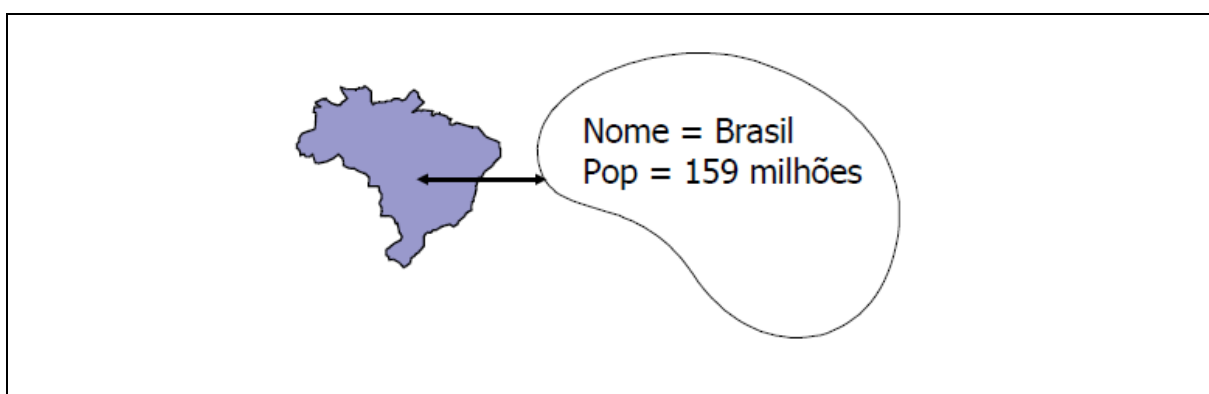 Nome = Brasil
Pop = 159 milhões